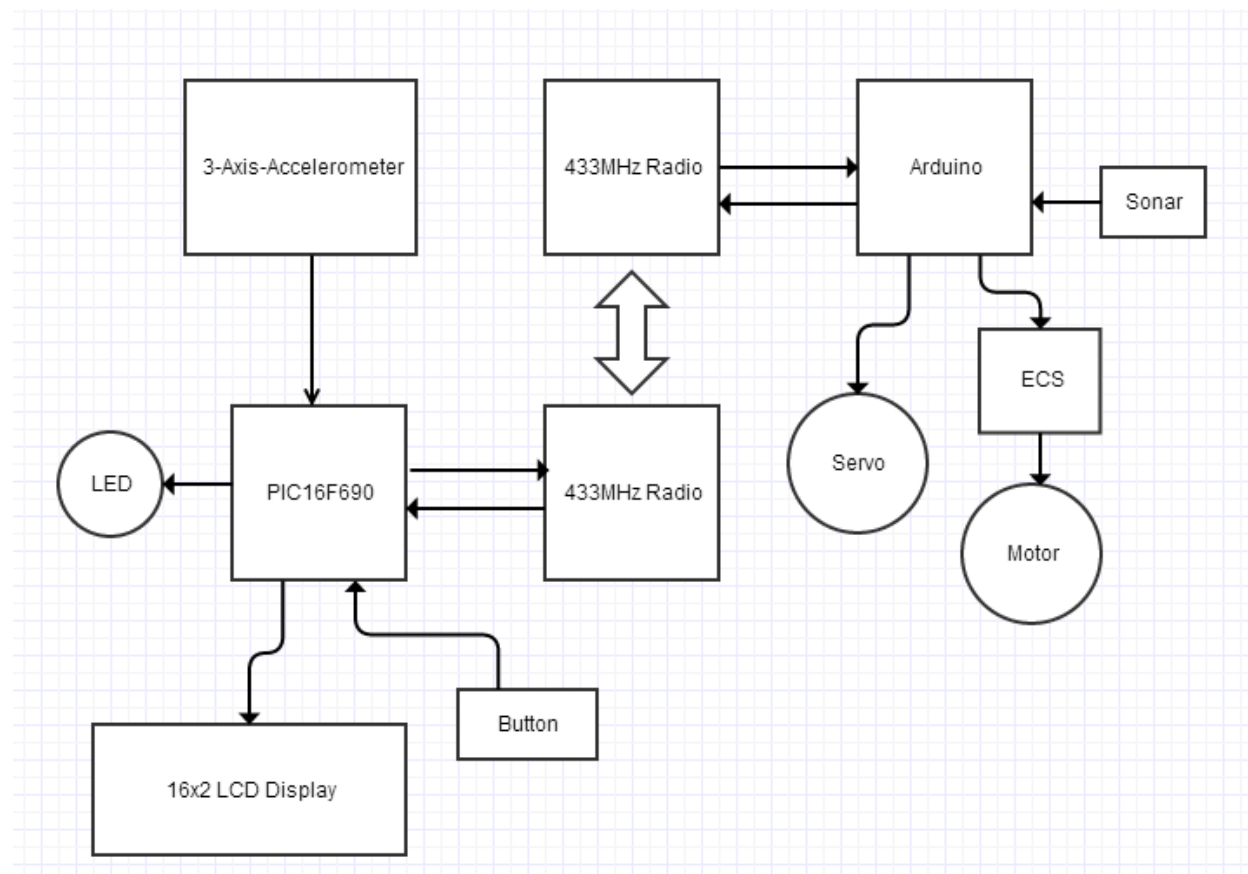 3-Axis-Accelerometer
433MHz Radio
Arduino
Sonar
ECS
LED
PIC16F690
433MHz Radio
Servo
Motor
Button
16x2 LCD Display